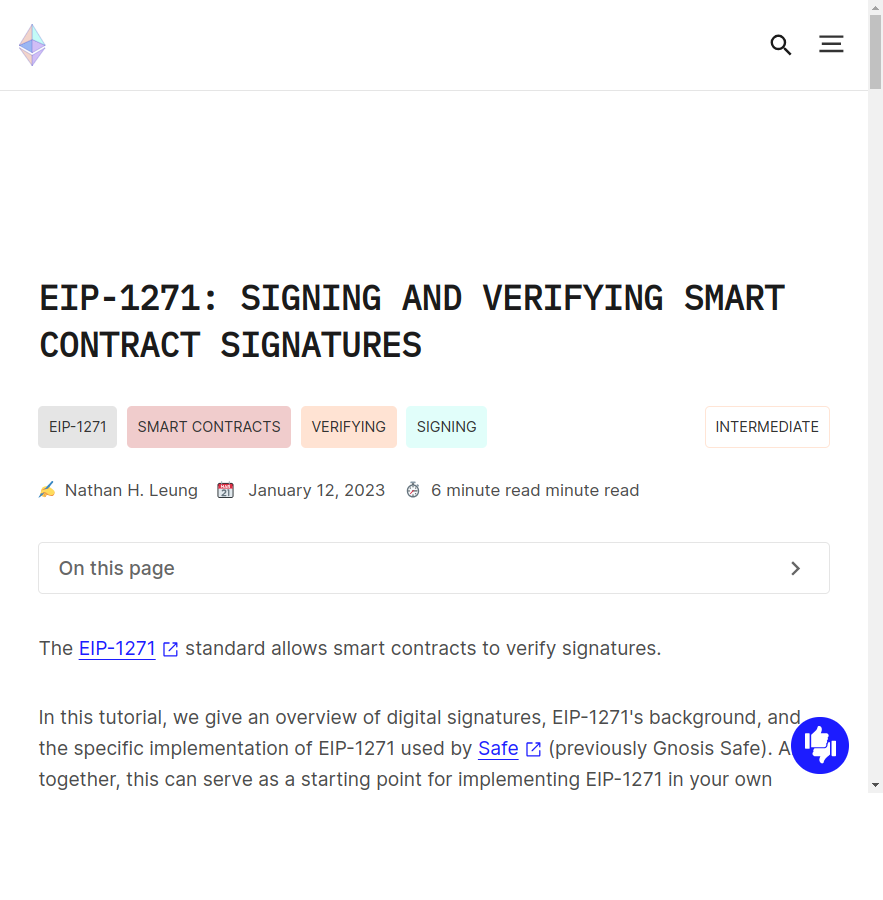 EIP-1271: SIGNING AND VERIFYING SMART
CONTRACT SIGNATURES
EIP-1271 SMART CONTRACTS VERIFYING SIGNING INTERMEDIATE
Nathan H. Leung January 12, 2023 6 minute read minute read
On this page
The EIP-1271 standard allows smart contracts to verify signatures.
In this tutorial, we give an overview of digital signatures, EIP-1271's background, and
the specific implementation of EIP-1271 used by Safe (previously Gnosis Safe).
together, this can serve as a starting point for implementing EIP-1271 in your own